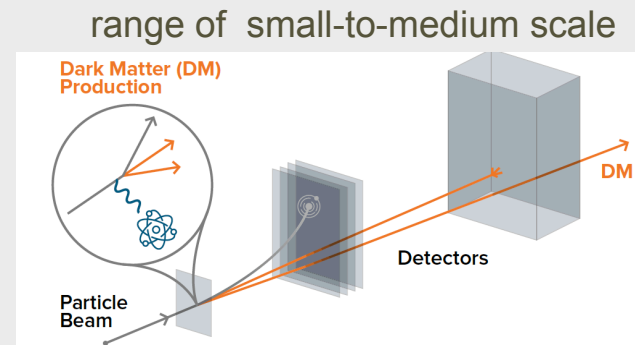 range of small-to-medium scale
Dark Matter (DM)
Production
DM
Detectors
Particle
Beam